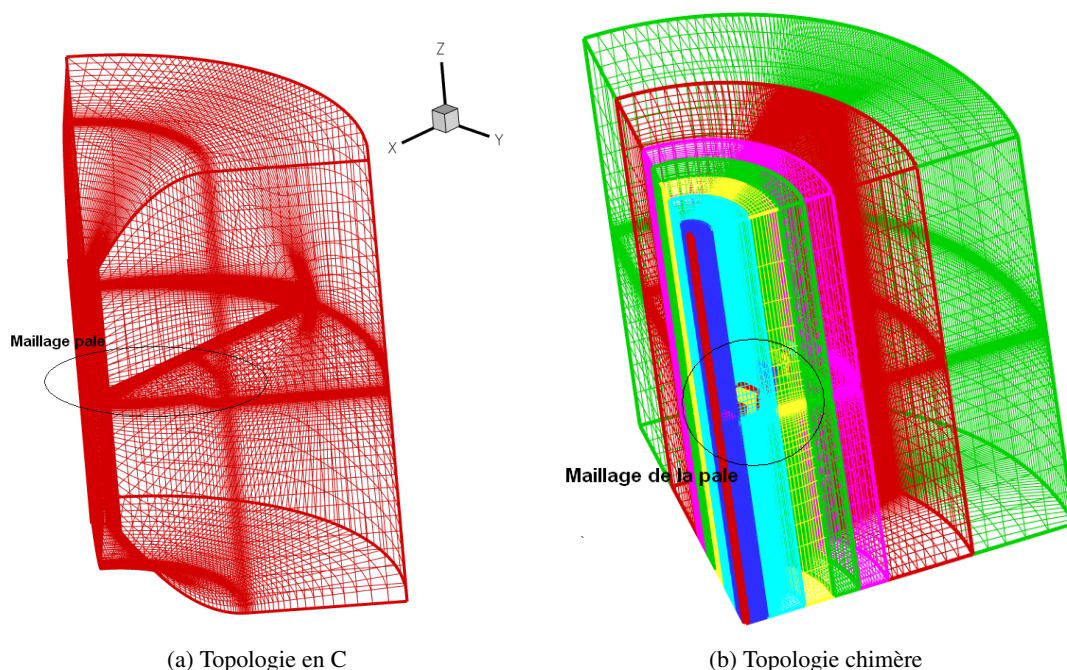 Z
X
Y
Maillage pale
Maillage de la pale
(a) Topologie en C
(b) Topologie chimère